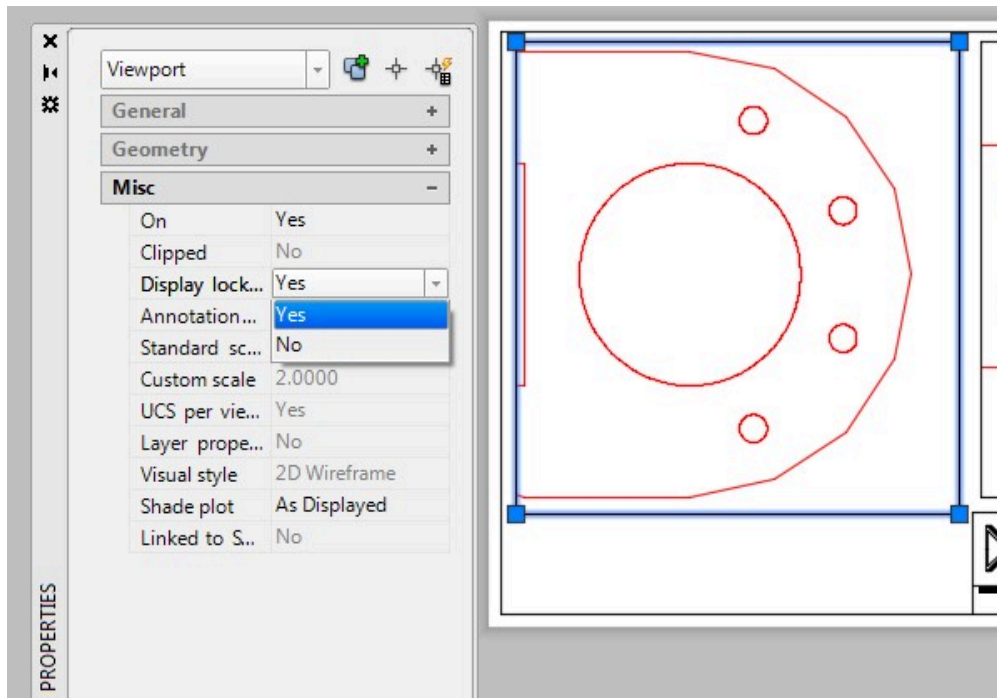 Viewport
General
Geometry
Misc
On Yes
Clipped No
Display lock... Yes
Annotation... Yes
Standard sc... No
Custom scale 2.0000
UCS per vie... Yes
Layer prope... No
Visual style 2D Wireframe
Shade plot As Displayed
Linked to S... No
PROPERTIES